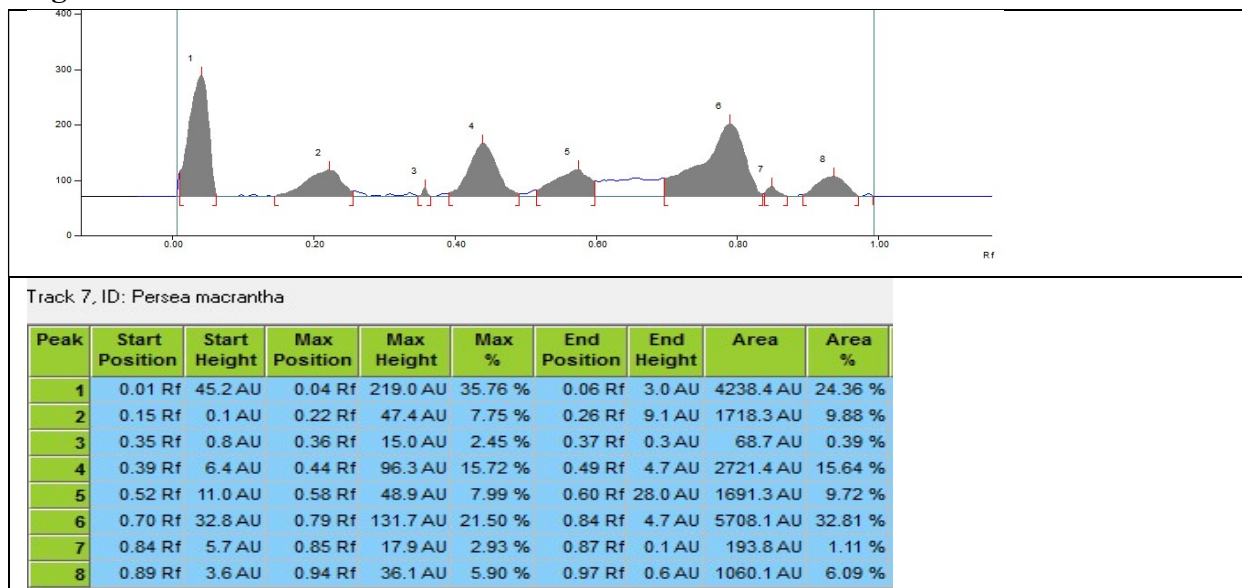 400
300
200
100
0
1
2
3
4
5
6
7
8
0.00 0.20 0.40 0.60 0.80 1.00
Rf
Track 7, ID: Persea macrantha
Peak Start Position Start Height Max Position Max Height Max % End Position End Height Area Area %
1 0.01 Rf 45.2 AU 0.04 Rf 219.0 AU 35.76 % 0.06 Rf 3.0 AU 4238.4 AU 24.36 %
2 0.15 Rf 0.1 AU 0.22 Rf 47.4 AU 7.75 % 0.26 Rf 9.1 AU 1718.3 AU 9.88 %
3 0.35 Rf 0.8 AU 0.36 Rf 15.0 AU 2.45 % 0.37 Rf 0.3 AU 68.7 AU 0.39 %
4 0.39 Rf 6.4 AU 0.44 Rf 96.3 AU 15.72 % 0.49 Rf 4.7 AU 2721.4 AU 15.64 %
5 0.52 Rf 11.0 AU 0.58 Rf 48.9 AU 7.99 % 0.60 Rf 28.0 AU 1691.3 AU 9.72 %
6 0.70 Rf 32.8 AU 0.79 Rf 131.7 AU 21.50 % 0.84 Rf 4.7 AU 5708.1 AU 32.81 %
7 0.84 Rf 5.7 AU 0.85 Rf 17.9 AU 2.93 % 0.87 Rf 0.1 AU 193.8 AU 1.11 %
8 0.89 Rf 3.6 AU 0.94 Rf 36.1 AU 5.90 % 0.97 Rf 0.6 AU 1060.1 AU 6.09 %